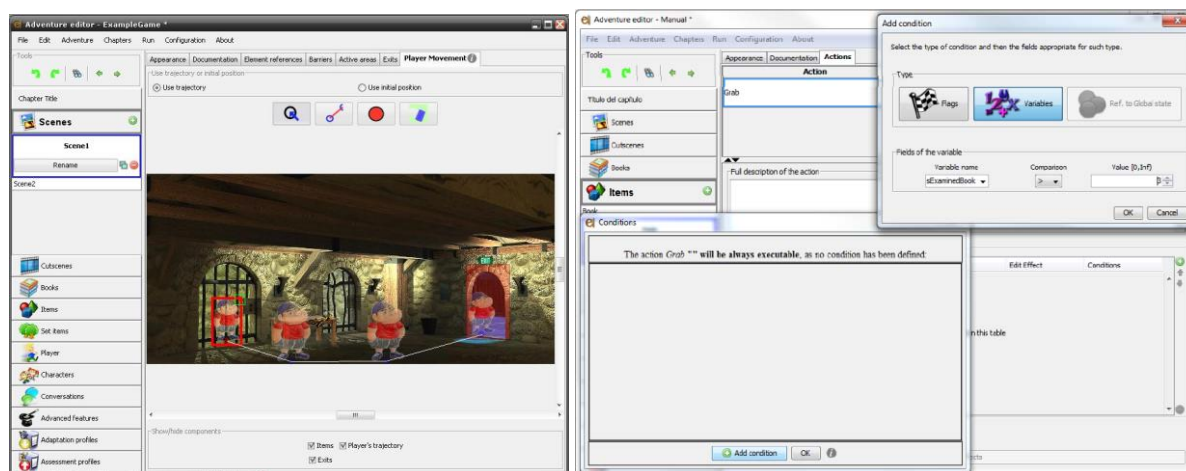 Adventure editor - ExampleGame *
File Edit Adventure Chapters Run Configuration About
Tools
Chapter Title
Scenes
Scene1
Rename
Scene2
Cutscenes
Books
Items
Set items
Player
Characters
Conversations
Advanced features
Adaptation profiles
Assessment profiles
Appearance Documentation Element references Barriers Active areas Exits Player Movement
Use trajectory or initial position
Use trajectory Use initial position
EXIT
Show/hide components
Items Player's trajectory
Exits
Adventure editor - Manual *
File Edit Adventure Chapters Run Configuration About
Tools
Título del capítulo
Scenes
Cutscenes
Books
Items
Book
Appearance Documentation Actions
Action
Grab
Full description of the action
Add condition
Select the type of condition and then the fields appropriate for such type.
Type
Flags Variables Ref. to Global state
Fields of the variable
Variable name Comparison Value [0,Inf)
sExaminedBook >
OK Cancel
Conditions
The action Grab "" will be always executable, as no condition has been defined:
Add condition OK
Edit Effect Conditions
in this table